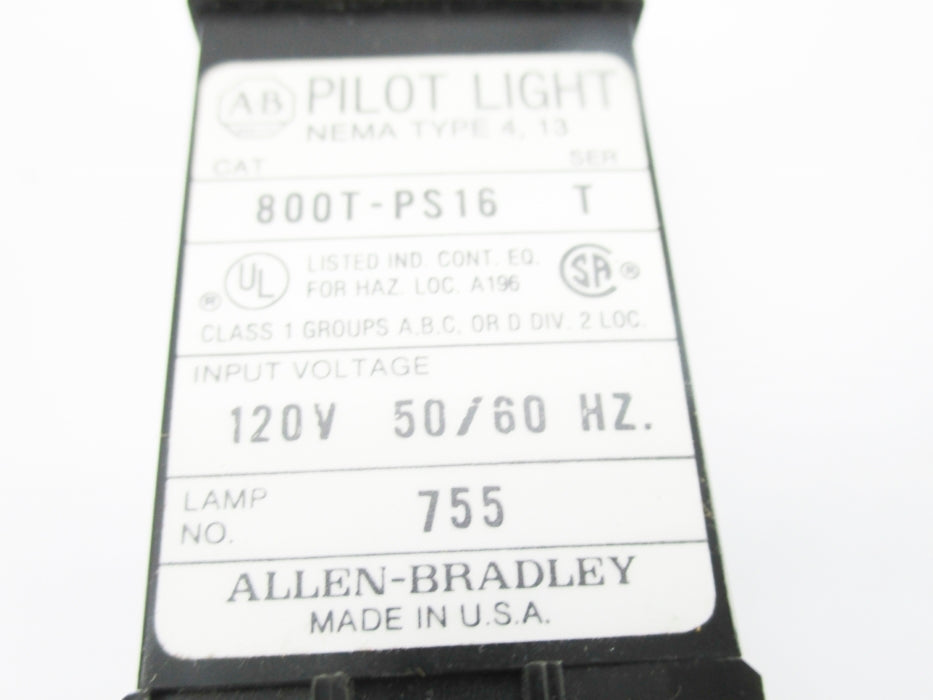 AB PILOT LIGHT
NEMA TYPE 4, 13
CAT SER
800T-PS16 T
® UL LISTED IND. CONT. EQ. SA ®
FOR HAZ. LOC. A196
CLASS 1 GROUPS A,B,C, OR D DIV. 2 LOC.
INPUT VOLTAGE
120V 50/60 HZ.
LAMP NO. 755
ALLEN-BRADLEY
MADE IN U.S.A.